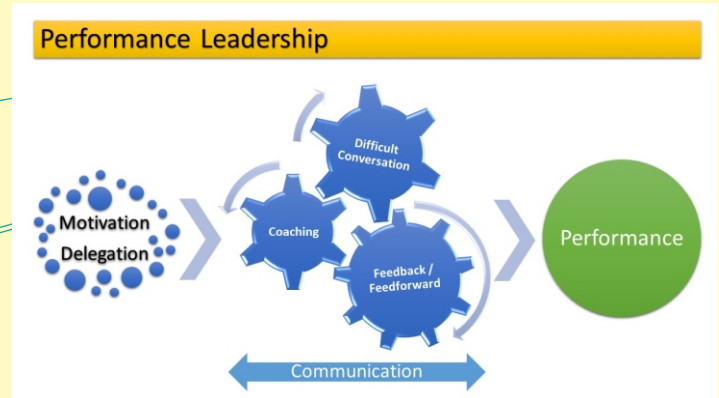 Performance Leadership
Motivation
Delegation
Difficult
Conversation
Coaching
Feedback /
Feedforward
Performance
Communication